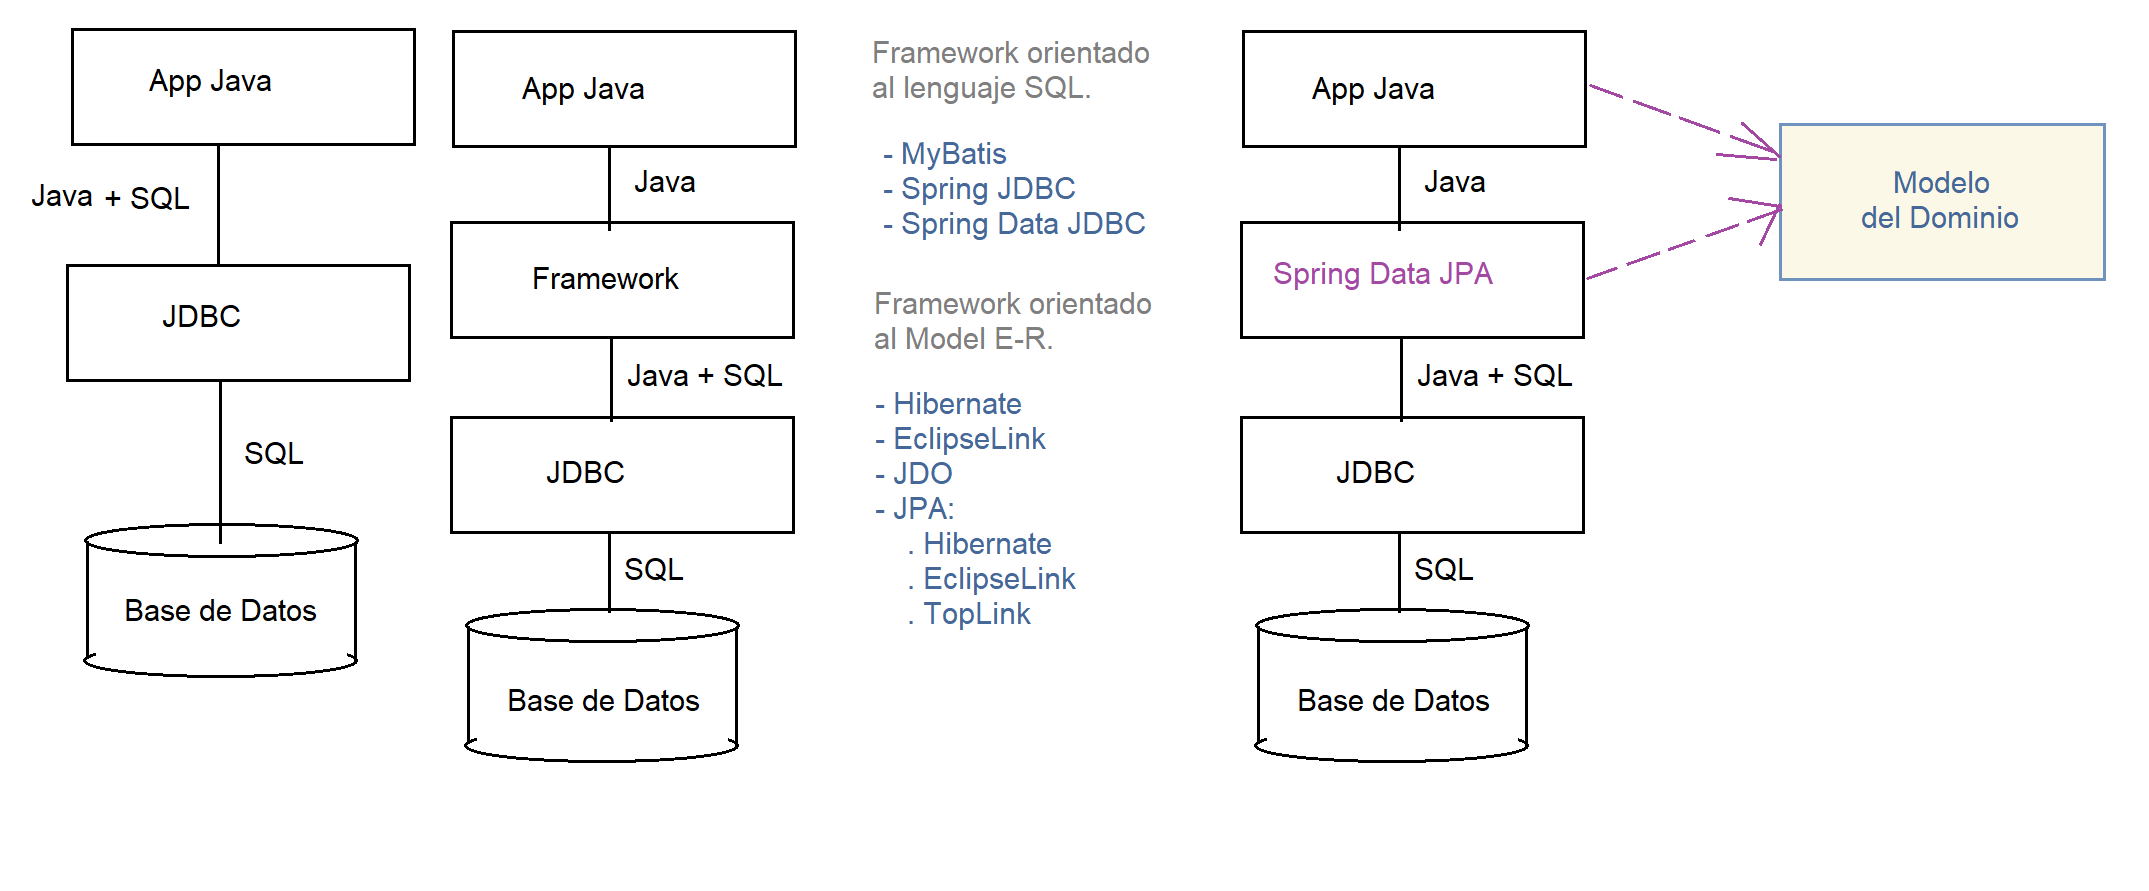 App Java
Java + SQL
JDBC
SQL
Base de Datos
App Java
Java
Framework
Java + SQL
JDBC
SQL
Base de Datos
Framework orientado
al lenguaje SQL.
- MyBatis
- Spring JDBC
- Spring Data JDBC
Framework orientado
al Model E-R.
- Hibernate
- EclipseLink
- JDO
- JPA:
. Hibernate
. EclipseLink
. TopLink
App Java
Java
Spring Data JPA
Java + SQL
JDBC
SQL
Base de Datos
Modelo
del Dominio